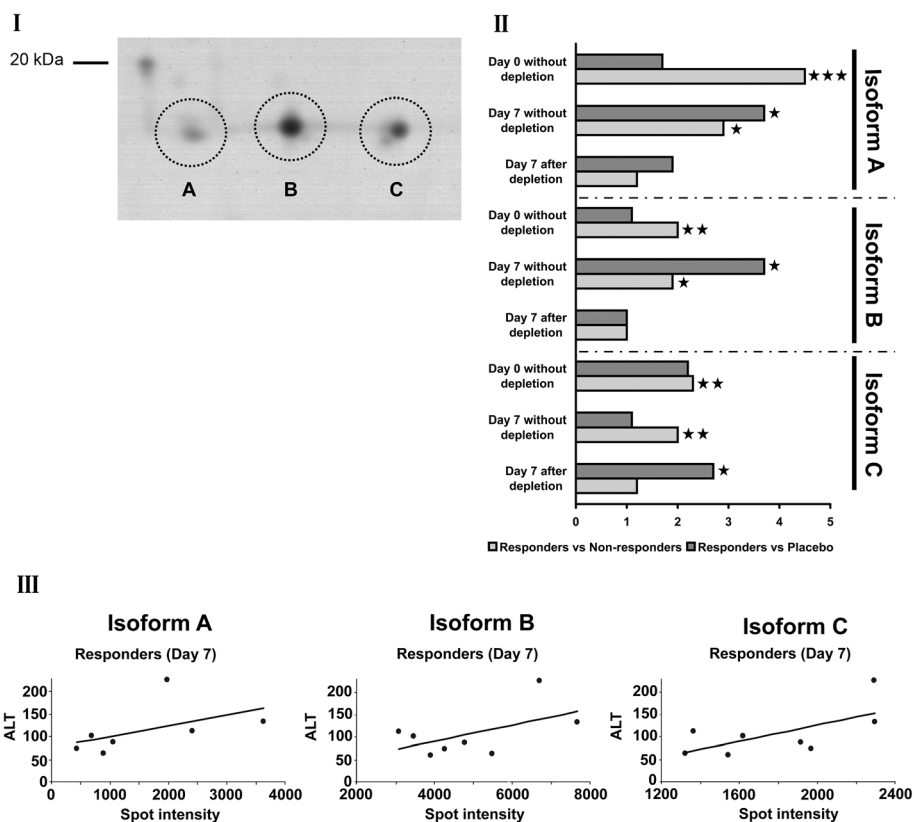 I
20 kDa
A B C
II
Day 0 without
depletion
★★★
Day 7 without
depletion
★
★
Day 7 after
depletion
Isoform A
Day 0 without
depletion
★★
Day 7 without
depletion
★
★
Day 7 after
depletion
Isoform B
Day 0 without
depletion
★★
Day 7 without
depletion
★★
Day 7 after
depletion
★
Isoform C
0 1 2 3 4 5
Responders vs Non-responders Responders vs Placebo
III
Isoform A
Responders (Day 7)
ALT
200
150
100
50
0
0 1000 2000 3000 4000
Spot intensity
Isoform B
Responders (Day 7)
ALT
200
150
100
50
0
2000 4000 6000 8000
Spot intensity
Isoform C
Responders (Day 7)
ALT
200
150
100
50
0
1200 1600 2000 2400
Spot intensity